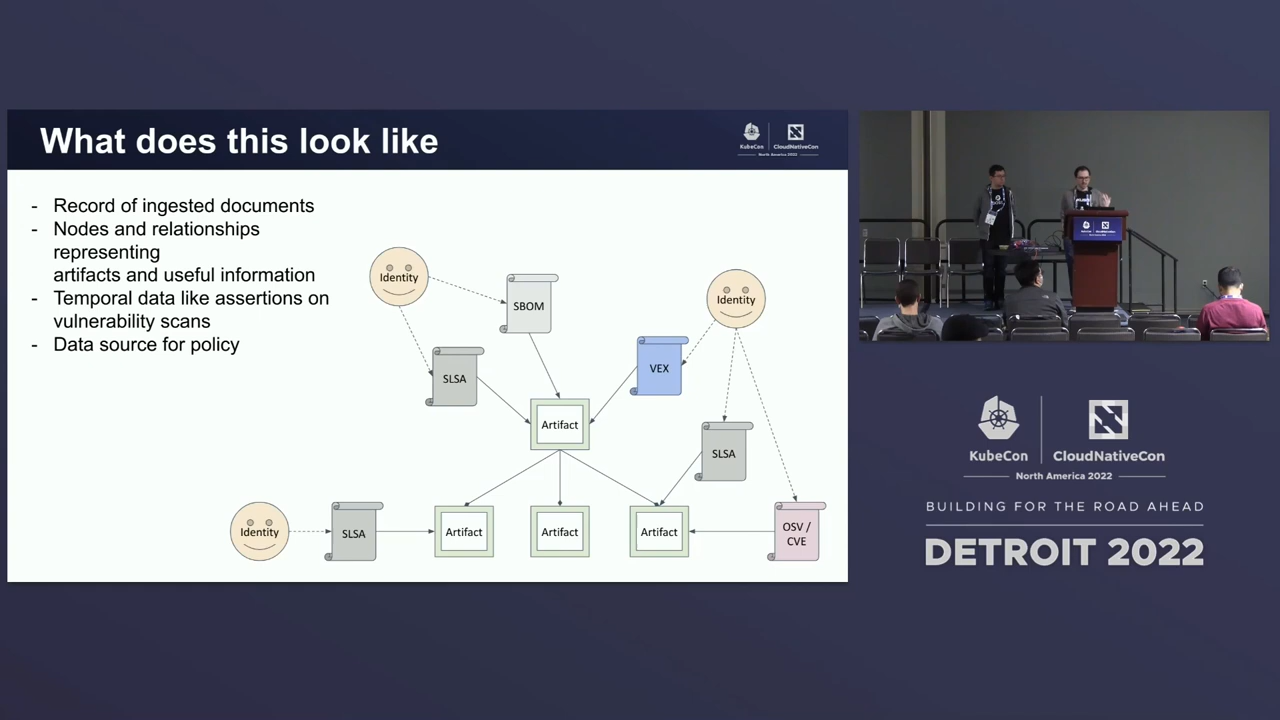 What does this look like
KubeCon
CloudNativeCon
North America 2022
- Record of ingested documents
- Nodes and relationships
representing
artifacts and useful information
- Temporal data like assertions on
vulnerability scans
- Data source for policy
Identity
SBOM
Identity
SLSA
VEX
Artifact
SLSA
Identity
SLSA
Artifact
Artifact
Artifact
OSV /
CVE
KubeCon
CloudNativeCon
North America 2022
BUILDING FOR THE ROAD AHEAD
DETROIT 2022